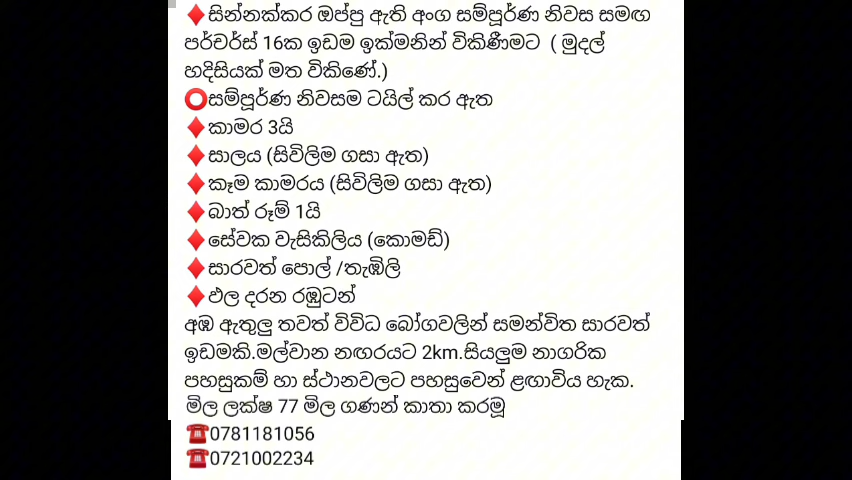 ♦️සින්නක්කර ඔප්පු ඇති අංග සම්පූර්ණ නිවස සමඟ
පර්චර්ස් 16ක ඉඩම ඉක්මනින් විකිණීමට ( මුදල්
හදිසියක් මත විකිණේ.)
⭕සම්පූර්ණ නිවසම ටයිල් කර ඇත
♦️කාමර 3යි
♦️සාලය (සිවිලිම ගසා ඇත)
♦️කෑම කාමරය (සිවිලිම ගසා ඇත)
♦️බාත් රූම් 1යි
♦️සේවක වැසිකිලිය (කොමඩ්)
♦️සාරවත් පොල් /තැඹිලි
♦️ඵල දරන රඹුටන්
අඹ ඇතුලු තවත් විවිධ බෝගවලින් සමන්විත සාරවත්
ඉඩමකි.මල්වාන නඟරයට 2km.සියලුම නාගරික
පහසුකම් හා ස්ථානවලට පහසුවෙන් ළඟාවිය හැක.
මිල ලක්ෂ 77 මිල ගණන් කාතා කරමූ
☎️0781181056
☎️0721002234